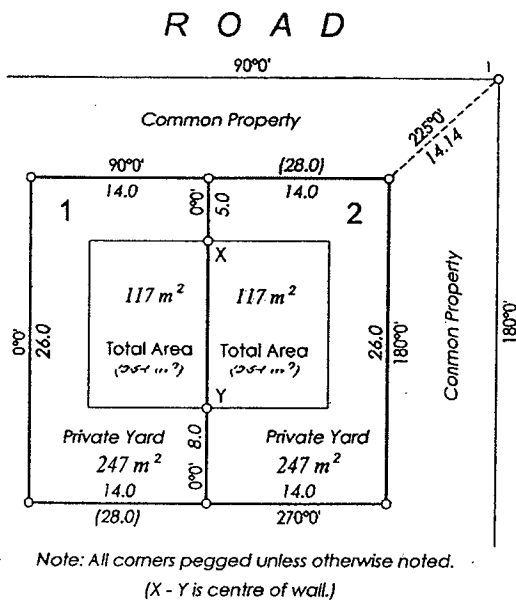 R O A D
90°0'
1
Common Property
225°0'
14.14
90°0' (28.0)
14.0 14.0
1 2
0°0' 5.0
X
117 m² 117 m²
Total Area Total Area
0°0' 26.0
26.0 180°0'
Common Property
180°0'
Y
Private Yard Private Yard
247 m² 247 m²
0°0' 8.0
14.0 14.0
(28.0) 270°0'
Note: All corners pegged unless otherwise noted.
(X - Y is centre of wall.)